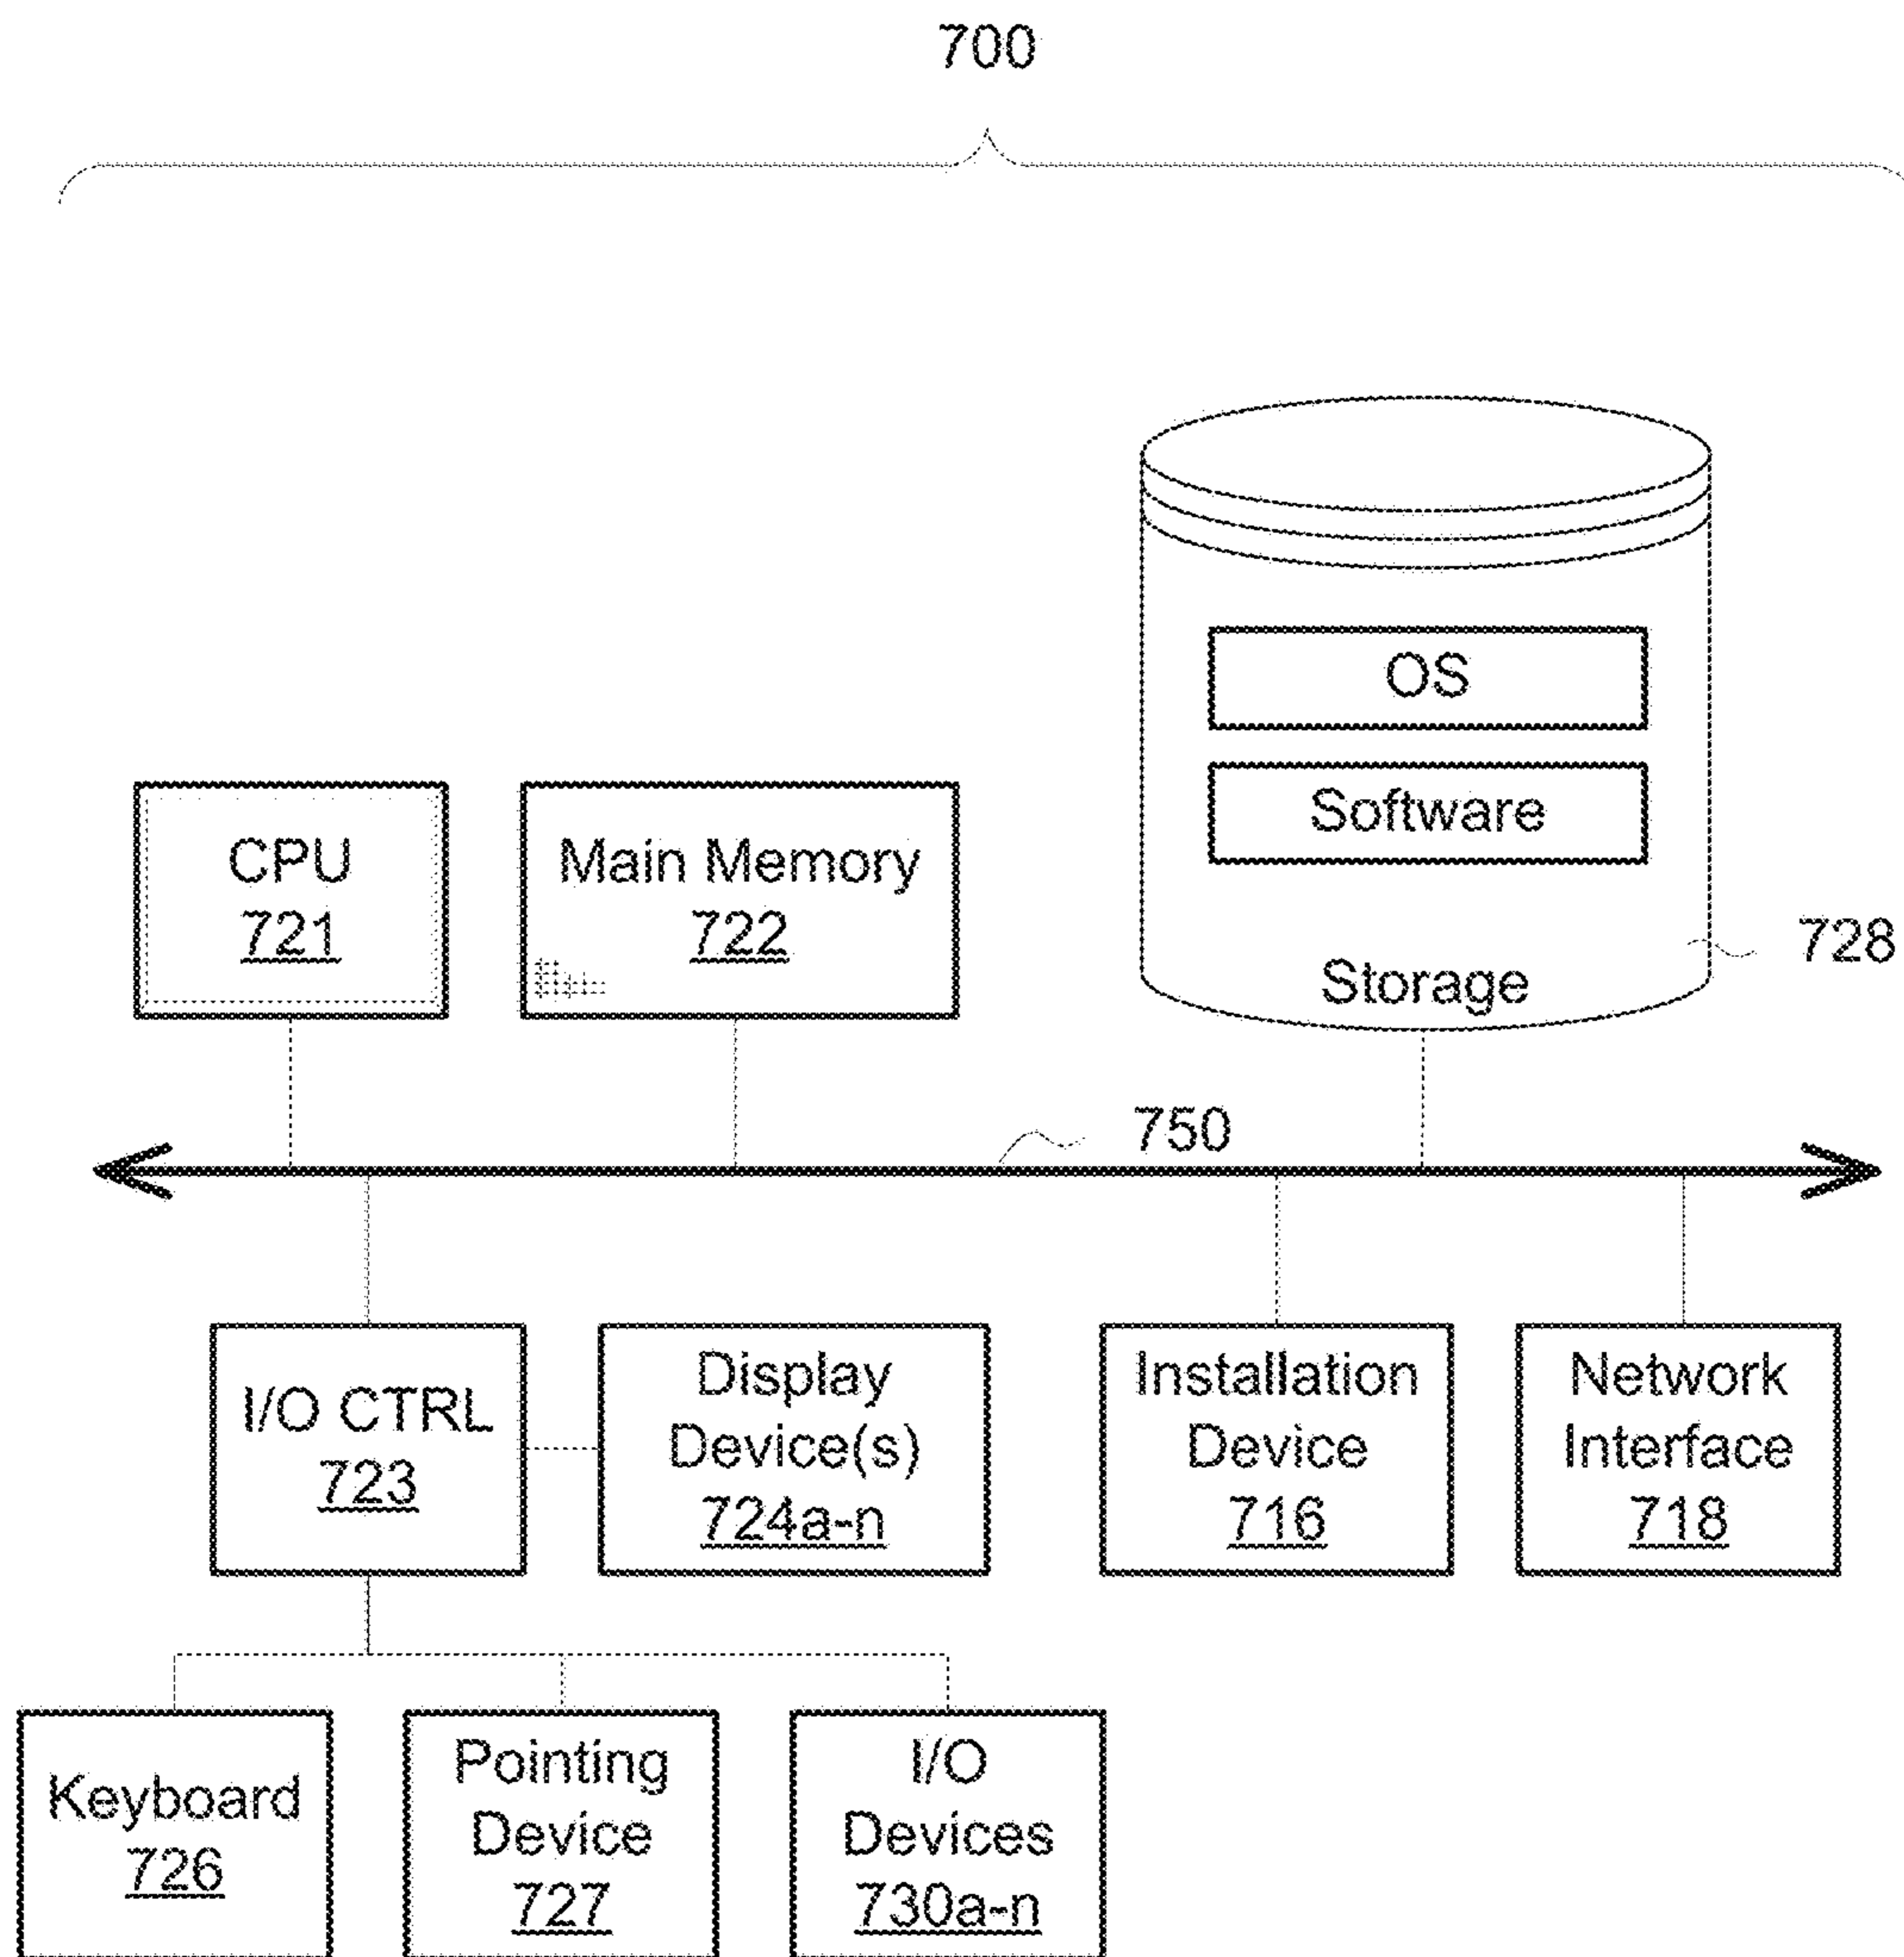 700
OS
Software
Storage
728
CPU
721
Main Memory
722
750
I/O CTRL
723
Display
Device(s)
724a-n
Installation
Device
716
Network
Interface
718
Keyboard
726
Pointing
Device
727
I/O
Devices
730a-n